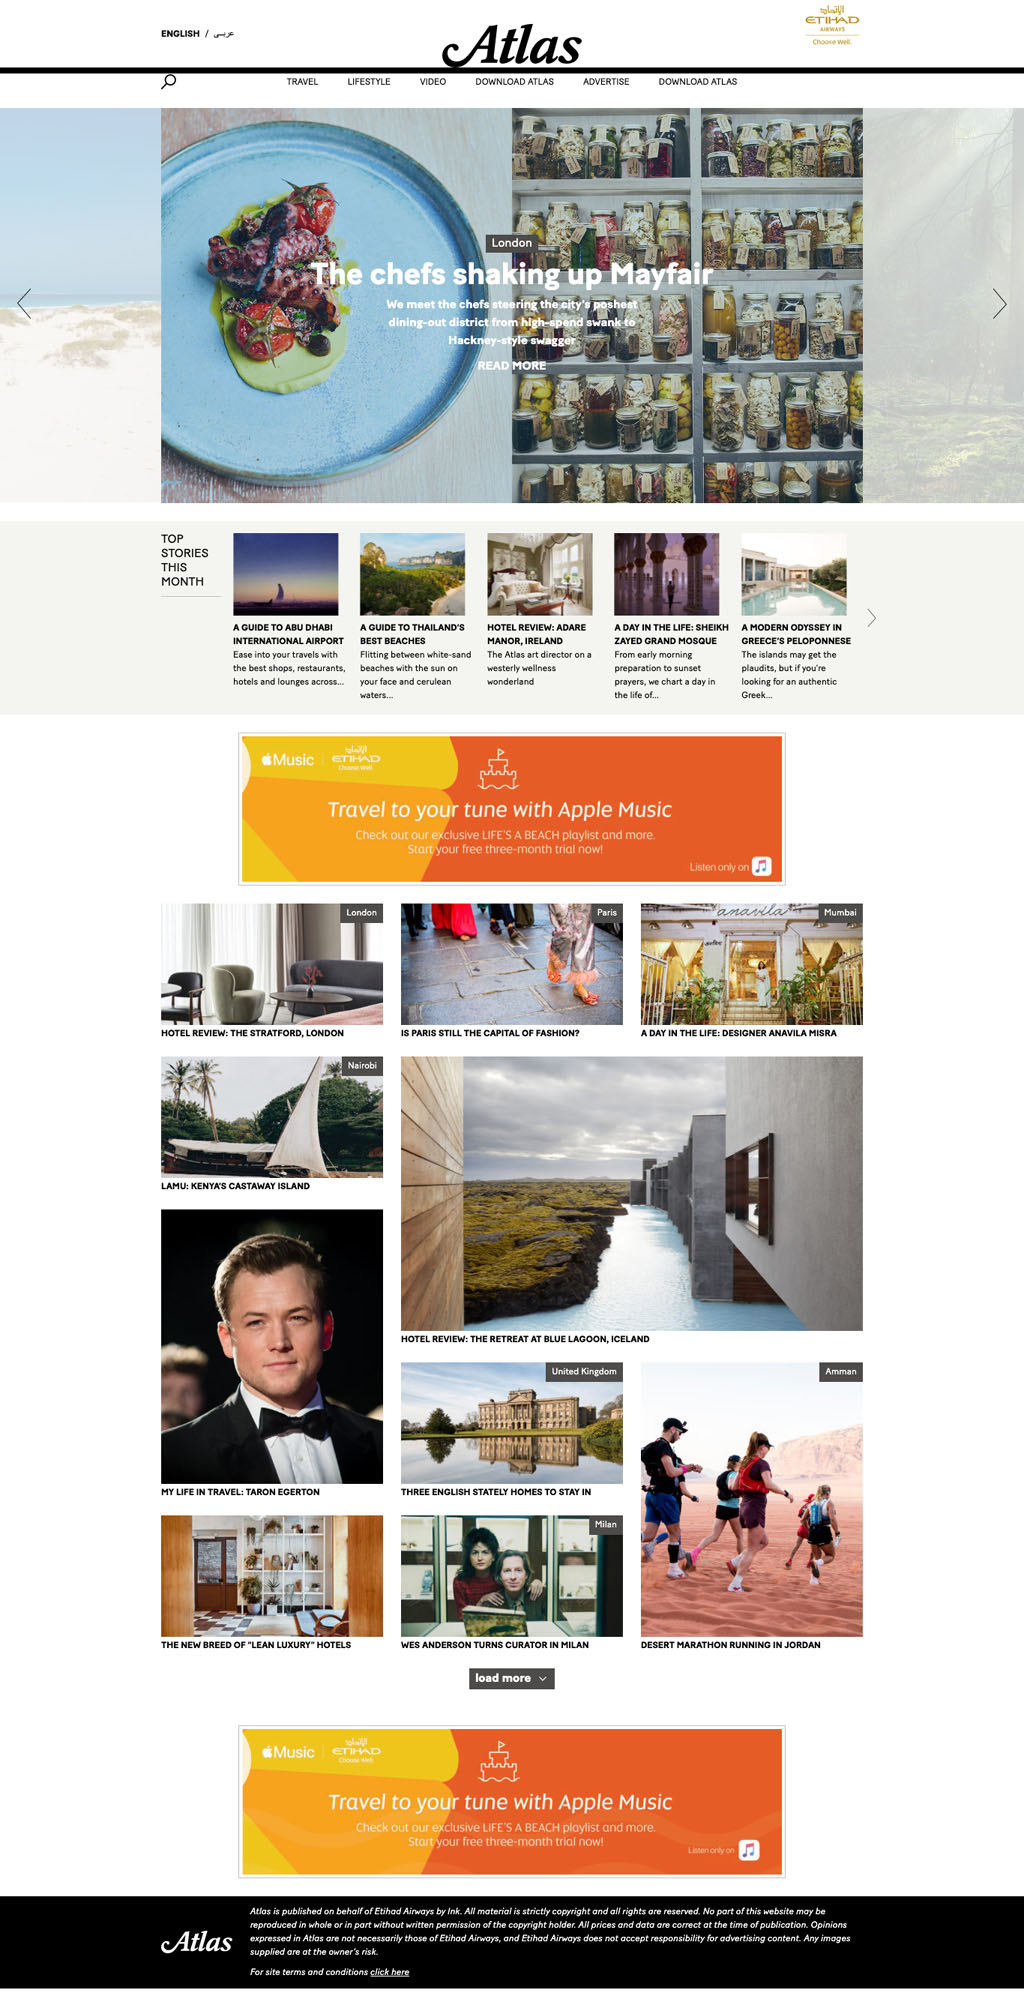 ENGLISH / عربي
Atlas
الإتحاد
ETIHAD
AIRWAYS
Choose Well.
TRAVEL LIFESTYLE VIDEO DOWNLOAD ATLAS ADVERTISE DOWNLOAD ATLAS
London
The chefs shaking up Mayfair
We meet the chefs steering the city's poshest
dining-out district from high-spend swank to
Hackney-style swagger
READ MORE
TOP
STORIES
THIS
MONTH
A GUIDE TO ABU DHABI
INTERNATIONAL AIRPORT
Ease into your travels with
the best shops, restaurants,
hotels and lounges across...
A GUIDE TO THAILAND'S
BEST BEACHES
Flitting between white-sand
beaches with the sun on
your face and cerulean
waters...
HOTEL REVIEW: ADARE
MANOR, IRELAND
The Atlas art director on a
westerly wellness
wonderland
A DAY IN THE LIFE: SHEIKH
ZAYED GRAND MOSQUE
From early morning
preparation to sunset
prayers, we chart a day in
the life of...
A MODERN ODYSSEY IN
GREECE'S PELOPONNESE
The islands may get the
plaudits, but if you're
looking for an authentic
Greek...
Music
الإتحاد
ETIHAD
Choose Well.
Travel to your tune with Apple Music
Check out our exclusive LIFE'S A BEACH playlist and more.
Start your free three-month trial now!
Listen only on
London
HOTEL REVIEW: THE STRATFORD, LONDON
Paris
IS PARIS STILL THE CAPITAL OF FASHION?
anavila
Mumbai
A DAY IN THE LIFE: DESIGNER ANAVILA MISRA
Nairobi
LAMU: KENYA'S CASTAWAY ISLAND
HOTEL REVIEW: THE RETREAT AT BLUE LAGOON, ICELAND
MY LIFE IN TRAVEL: TARON EGERTON
United Kingdom
THREE ENGLISH STATELY HOMES TO STAY IN
Amman
DESERT MARATHON RUNNING IN JORDAN
THE NEW BREED OF "LEAN LUXURY" HOTELS
Milan
WES ANDERSON TURNS CURATOR IN MILAN
load more
Music
الإتحاد
ETIHAD
Choose Well.
Travel to your tune with Apple Music
Check out our exclusive LIFE'S A BEACH playlist and more.
Start your free three-month trial now!
Listen only on
Atlas
Atlas is published on behalf of Etihad Airways by Ink. All material is strictly copyright and all rights are reserved. No part of this website may be
reproduced in whole or in part without written permission of the copyright holder. All prices and data are correct at the time of publication. Opinions
expressed in Atlas are not necessarily those of Etihad Airways, and Etihad Airways does not accept responsibility for advertising content. Any images
supplied are at the owner's risk.
For site terms and conditions click here